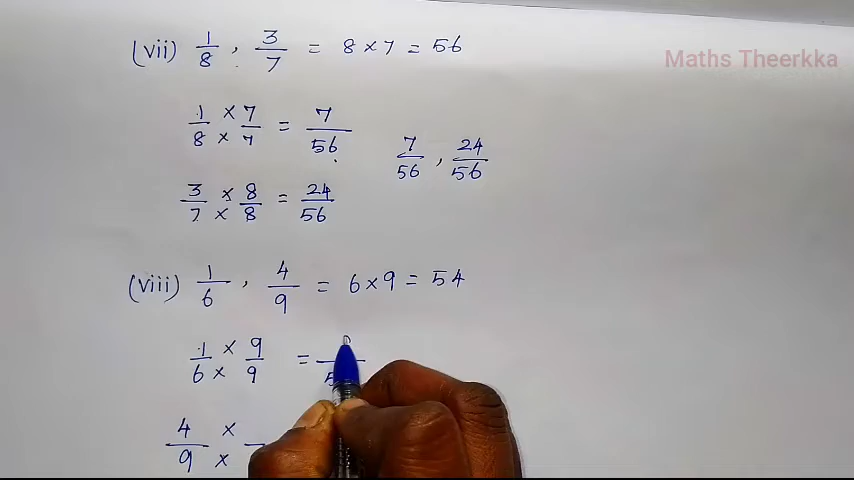 (vii) 1/8 , 3/7 = 8 × 7 = 56
Maths Theerkka
1/8 × 7/× 7 = 7/56
7/56 , 24/56
3/7 × 8/× 8 = 24/56
(viii) 1/6 , 4/9 = 6 × 9 = 54
1/6 × 9/× 9 =
4/9 × ×